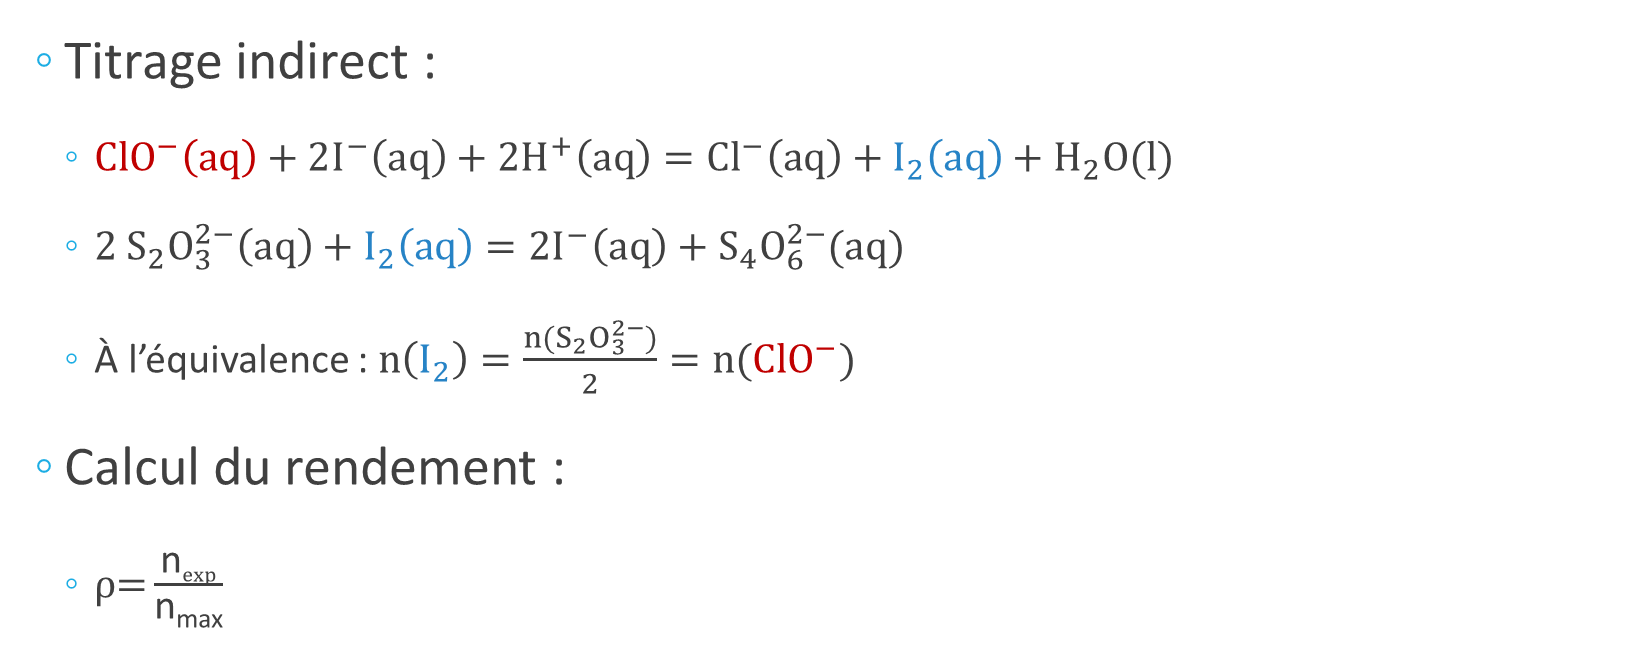 ◦ Titrage indirect :
◦ ClO⁻(aq) + 2I⁻(aq) + 2H⁺(aq) = Cl⁻(aq) + I₂(aq) + H₂O(l)
◦ 2 S₂O₃²⁻(aq) + I₂(aq) = 2I⁻(aq) + S₄O₆²⁻(aq)
◦ À l’équivalence : n(I₂) = n(S₂O₃²⁻)/2 = n(ClO⁻)
◦ Calcul du rendement :
◦ ρ= n_exp/n_max